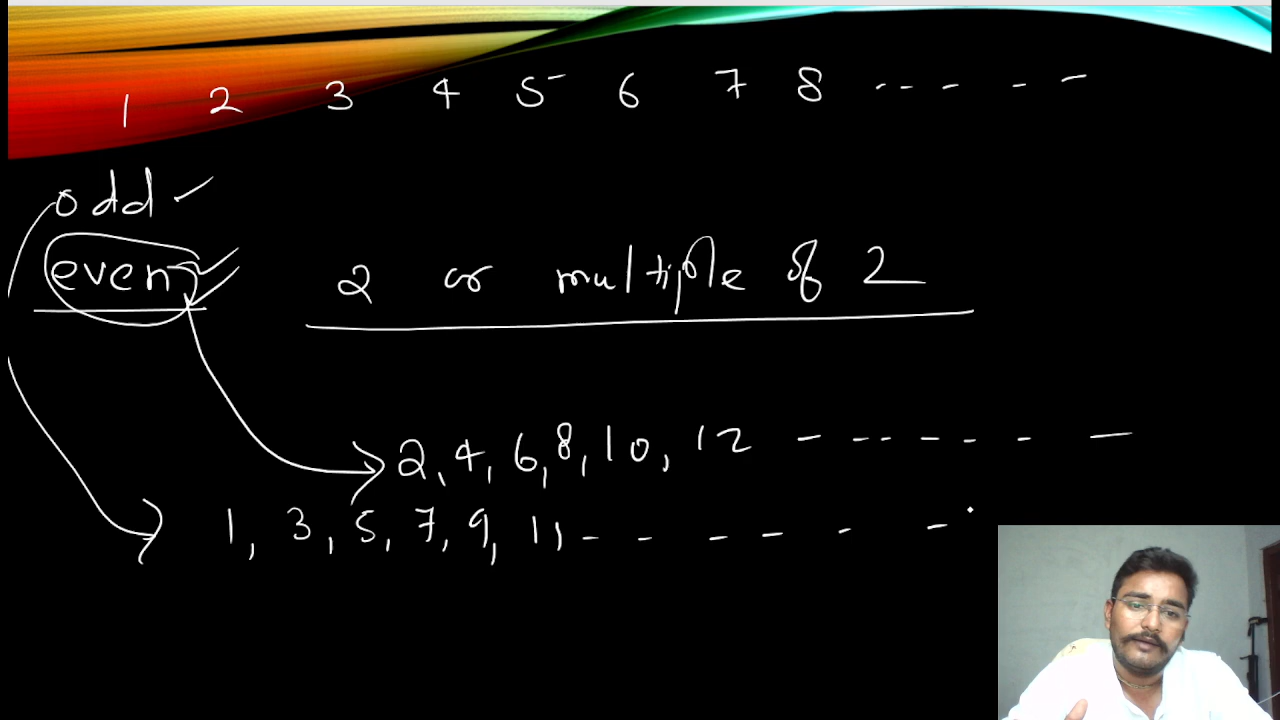 1 2 3 4 5 6 7 8 ---- -
odd
even 2 or multiple of 2
2, 4, 6, 8, 10, 12 - - - - - - -
1, 3, 5, 7, 9, 11, - - - - - -